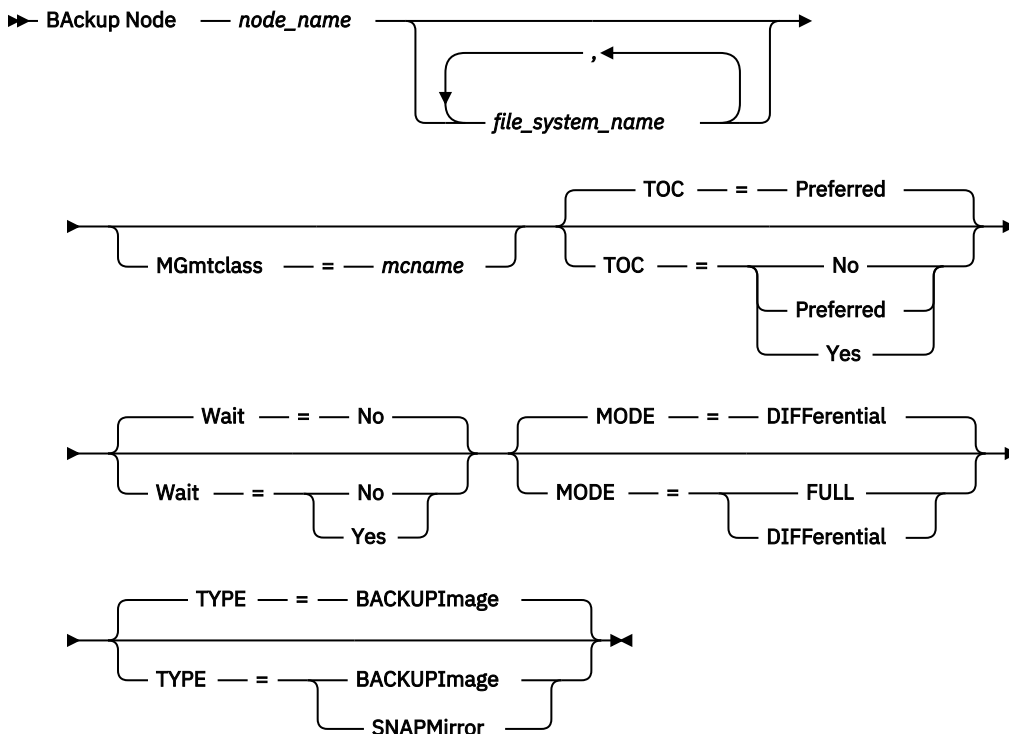 BAckup Node node_name
,
file_system_name
TOC = Preferred
MGmtclass = mcname TOC = No
Preferred
Yes
Wait = No MODE = DIFFerential
Wait = No MODE = FULL
Yes DIFFerential
TYPE = BACKUPImage
TYPE = BACKUPImage
SNAPMirror